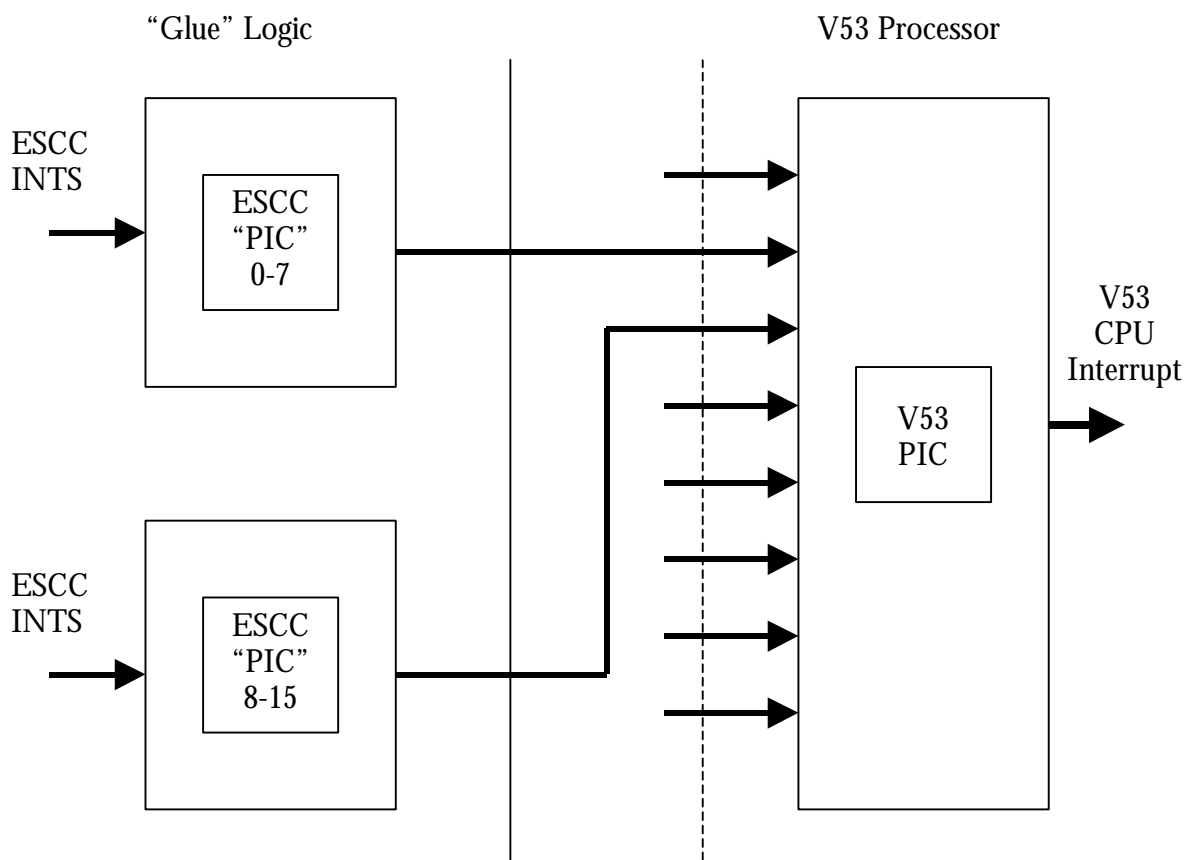 “Glue” Logic
V53 Processor
ESCC
INTS
ESCC
“PIC”
0-7
V53
CPU
Interrupt
V53
PIC
ESCC
INTS
ESCC
“PIC”
8-15